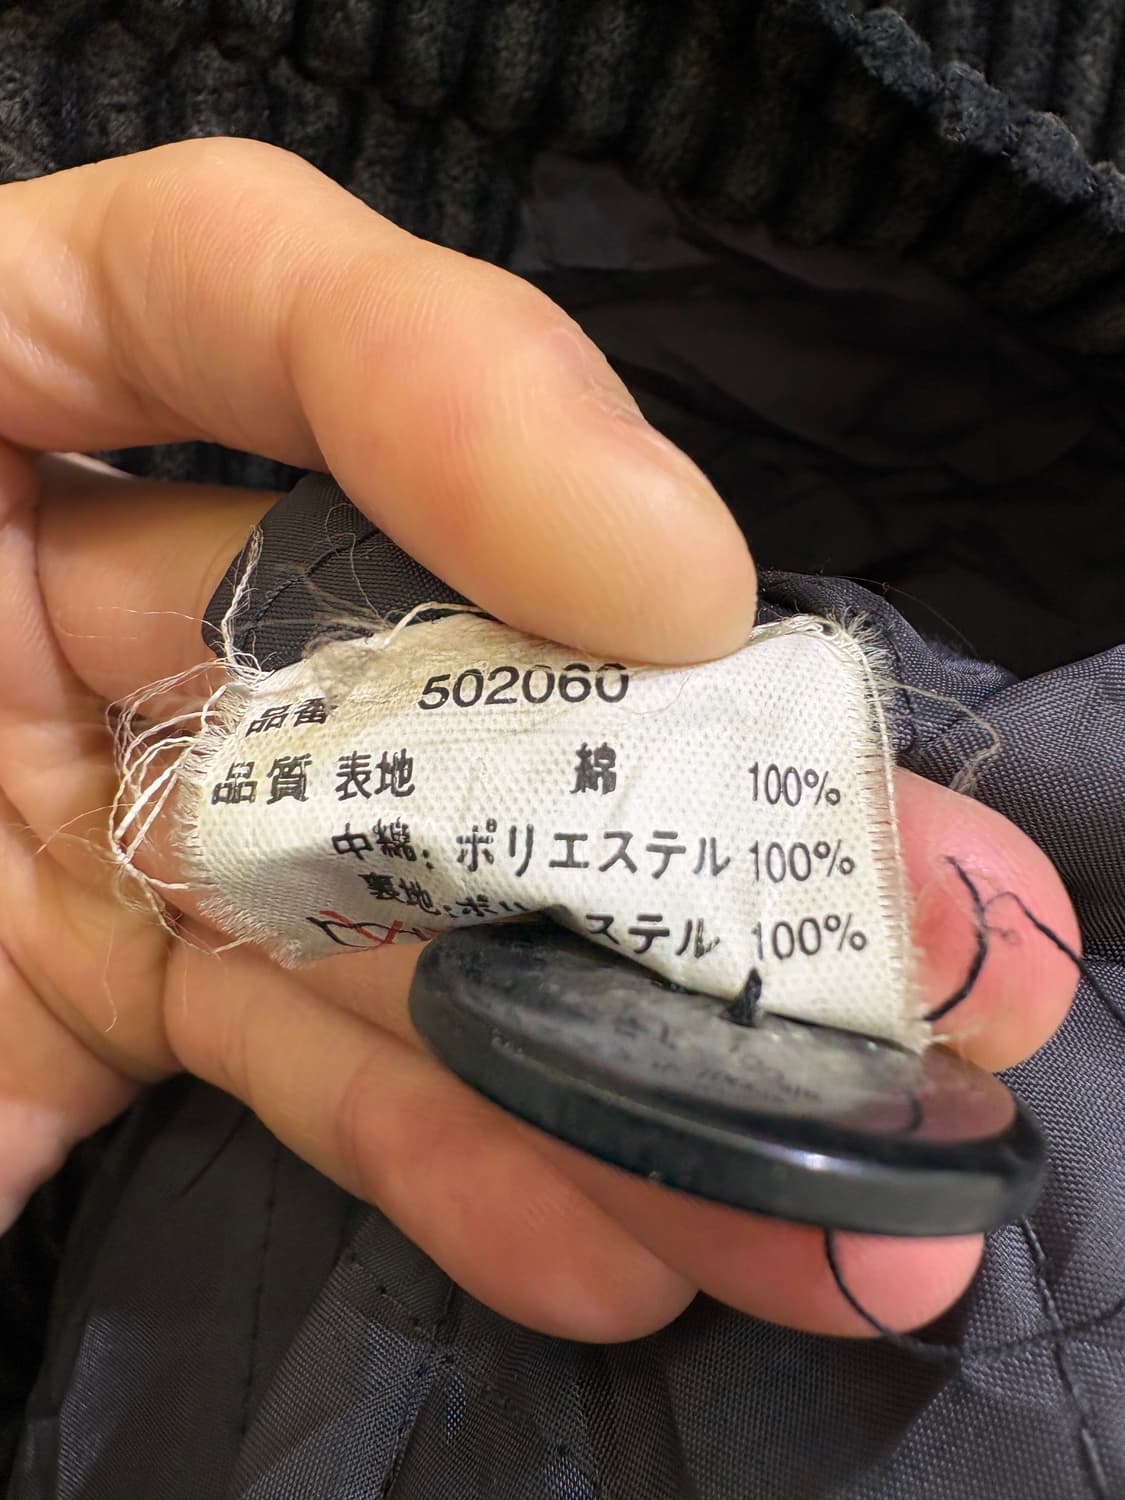 品番 502060
品質 表地 綿 100%
中綿: ポリエステル 100%
裏地:ポリ ステル 100%